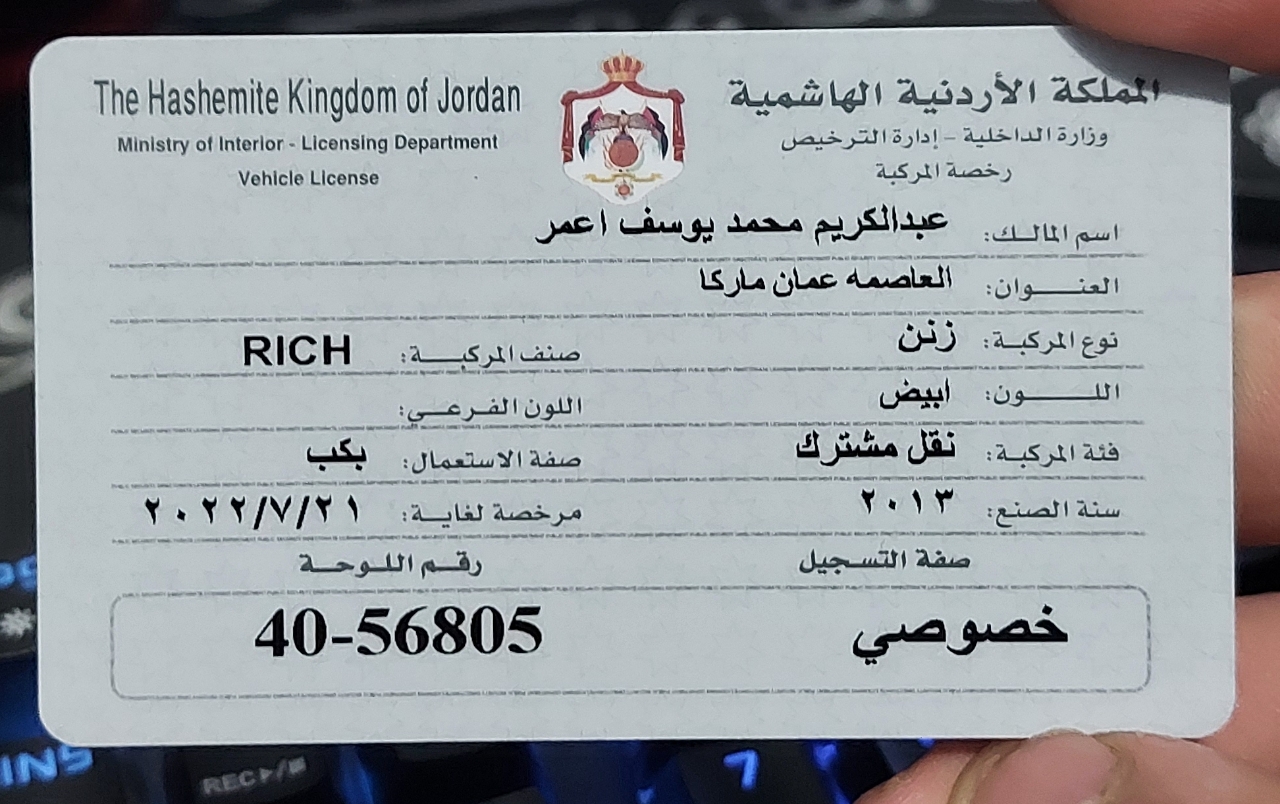 The Hashemite Kingdom of Jordan
Ministry of Interior - Licensing Department
Vehicle License
المملكة الأردنية الهاشمية
وزارة الداخلية - إدارة الترخيص
رخصة المركبة
اسم المالك: عبدالكريم محمد يوسف اعمر
العنوان: العاصمه عمان ماركا
نوع المركبة: زنن صنف المركبة: RICH
اللون: ابيض اللون الفرعي:
فئة المركبة: نقل مشترك صفة الاستعمال: بكب
سنة الصنع: ٢٠١٣ مرخصة لغاية: ٢٠٢٢/٧/٢١
صفة التسجيل رقم اللوحة
خصوصي 40-56805
INS
REC
7